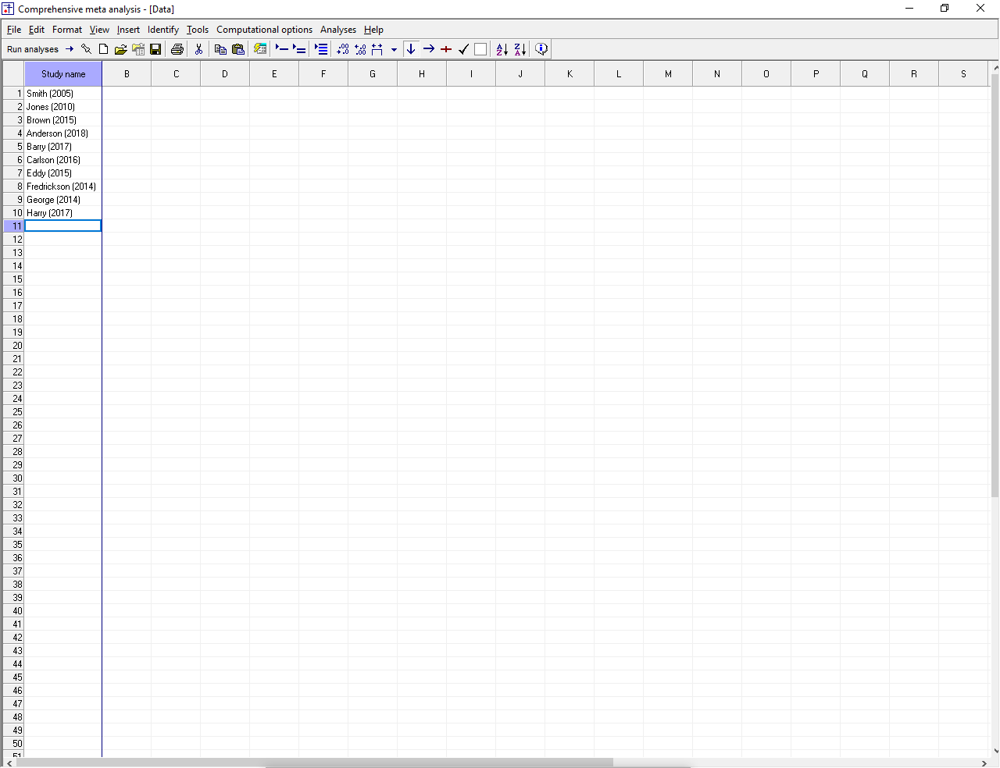 Comprehensive meta analysis - [Data]
File Edit Format View Insert Identify Tools Computational options Analyses Help
Run analyses
Study name B C D E F G H I J K L M N O P Q R S
1 Smith (2005)
2 Jones (2010)
3 Brown (2015)
4 Anderson (2018)
5 Barry (2017)
6 Carlson (2016)
7 Eddy (2015)
8 Fredrickson (2014)
9 George (2014)
10 Harry (2017)
11
12
13
14
15
16
17
18
19
20
21
22
23
24
25
26
27
28
29
30
31
32
33
34
35
36
37
38
39
40
41
42
43
44
45
46
47
48
49
50
51